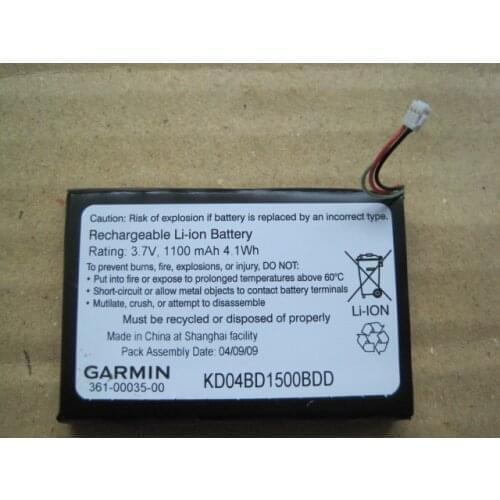 Caution: Risk of explosion if battery is replaced by an incorrect type.
Rechargeable Li-ion Battery
Rating: 3.7V, 1100 mAh 4.1Wh
To prevent burns, fire, explosions, or injury, DO NOT:
• Put into fire or expose to prolonged temperatures above 60°C
• Short-circuit or allow metal objects to contact battery terminals
• Mutilate, crush, or attempt to disassemble
Li-ION
Must be recycled or disposed of properly
Made in China at Shanghai facility
Pack Assembly Date: 04/09/09
GARMIN
361-00035-00
KD04BD1500BDD